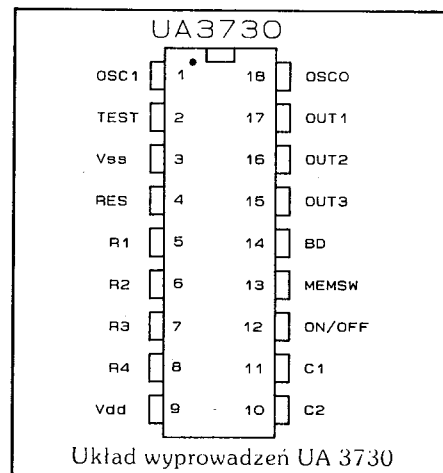 UA3730
OSC1 1 18 OSCO
TEST 2 17 OUT1
Vss 3 16 OUT2
RES 4 15 OUT3
R1 5 14 BD
R2 6 13 MEMSW
R3 7 12 ON/OFF
R4 8 11 C1
Vdd 9 10 C2
Układ wyprowadzeń UA 3730